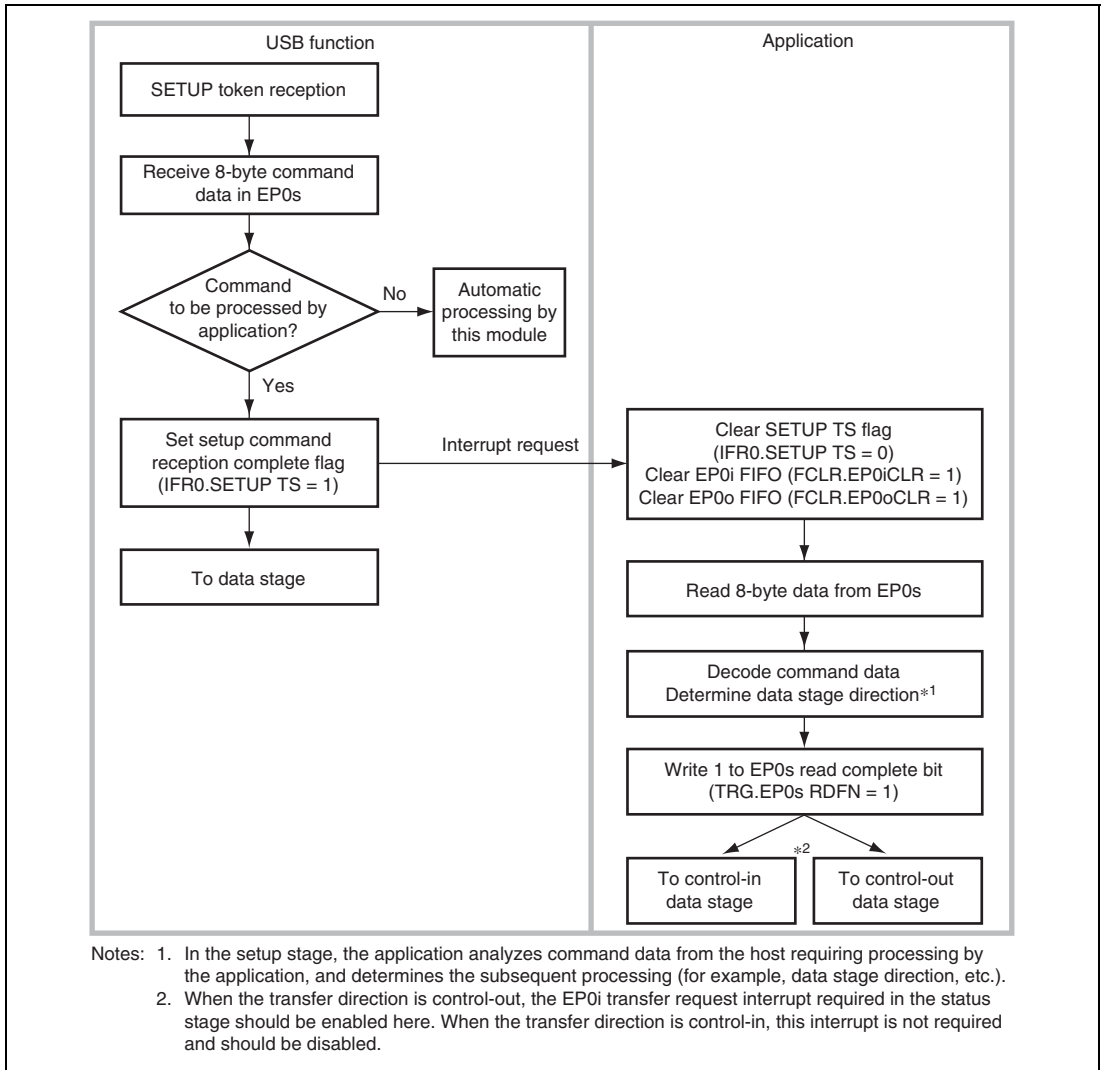 USB function
Application
SETUP token reception
Receive 8-byte command
data in EP0s
Command
to be processed by
application?
No
Automatic
processing by
this module
Yes
Set setup command
reception complete flag
(IFR0.SETUP TS = 1)
Interrupt request
To data stage
Clear SETUP TS flag
(IFR0.SETUP TS = 0)
Clear EP0i FIFO (FCLR.EP0iCLR = 1)
Clear EP0o FIFO (FCLR.EP0oCLR = 1)
Read 8-byte data from EP0s
Decode command data
Determine data stage direction*1
Write 1 to EP0s read complete bit
(TRG.EP0s RDFN = 1)
*2
To control-in
data stage
To control-out
data stage
Notes: 1. In the setup stage, the application analyzes command data from the host requiring processing by
the application, and determines the subsequent processing (for example, data stage direction, etc.).
2. When the transfer direction is control-out, the EP0i transfer request interrupt required in the status
stage should be enabled here. When the transfer direction is control-in, this interrupt is not required
and should be disabled.